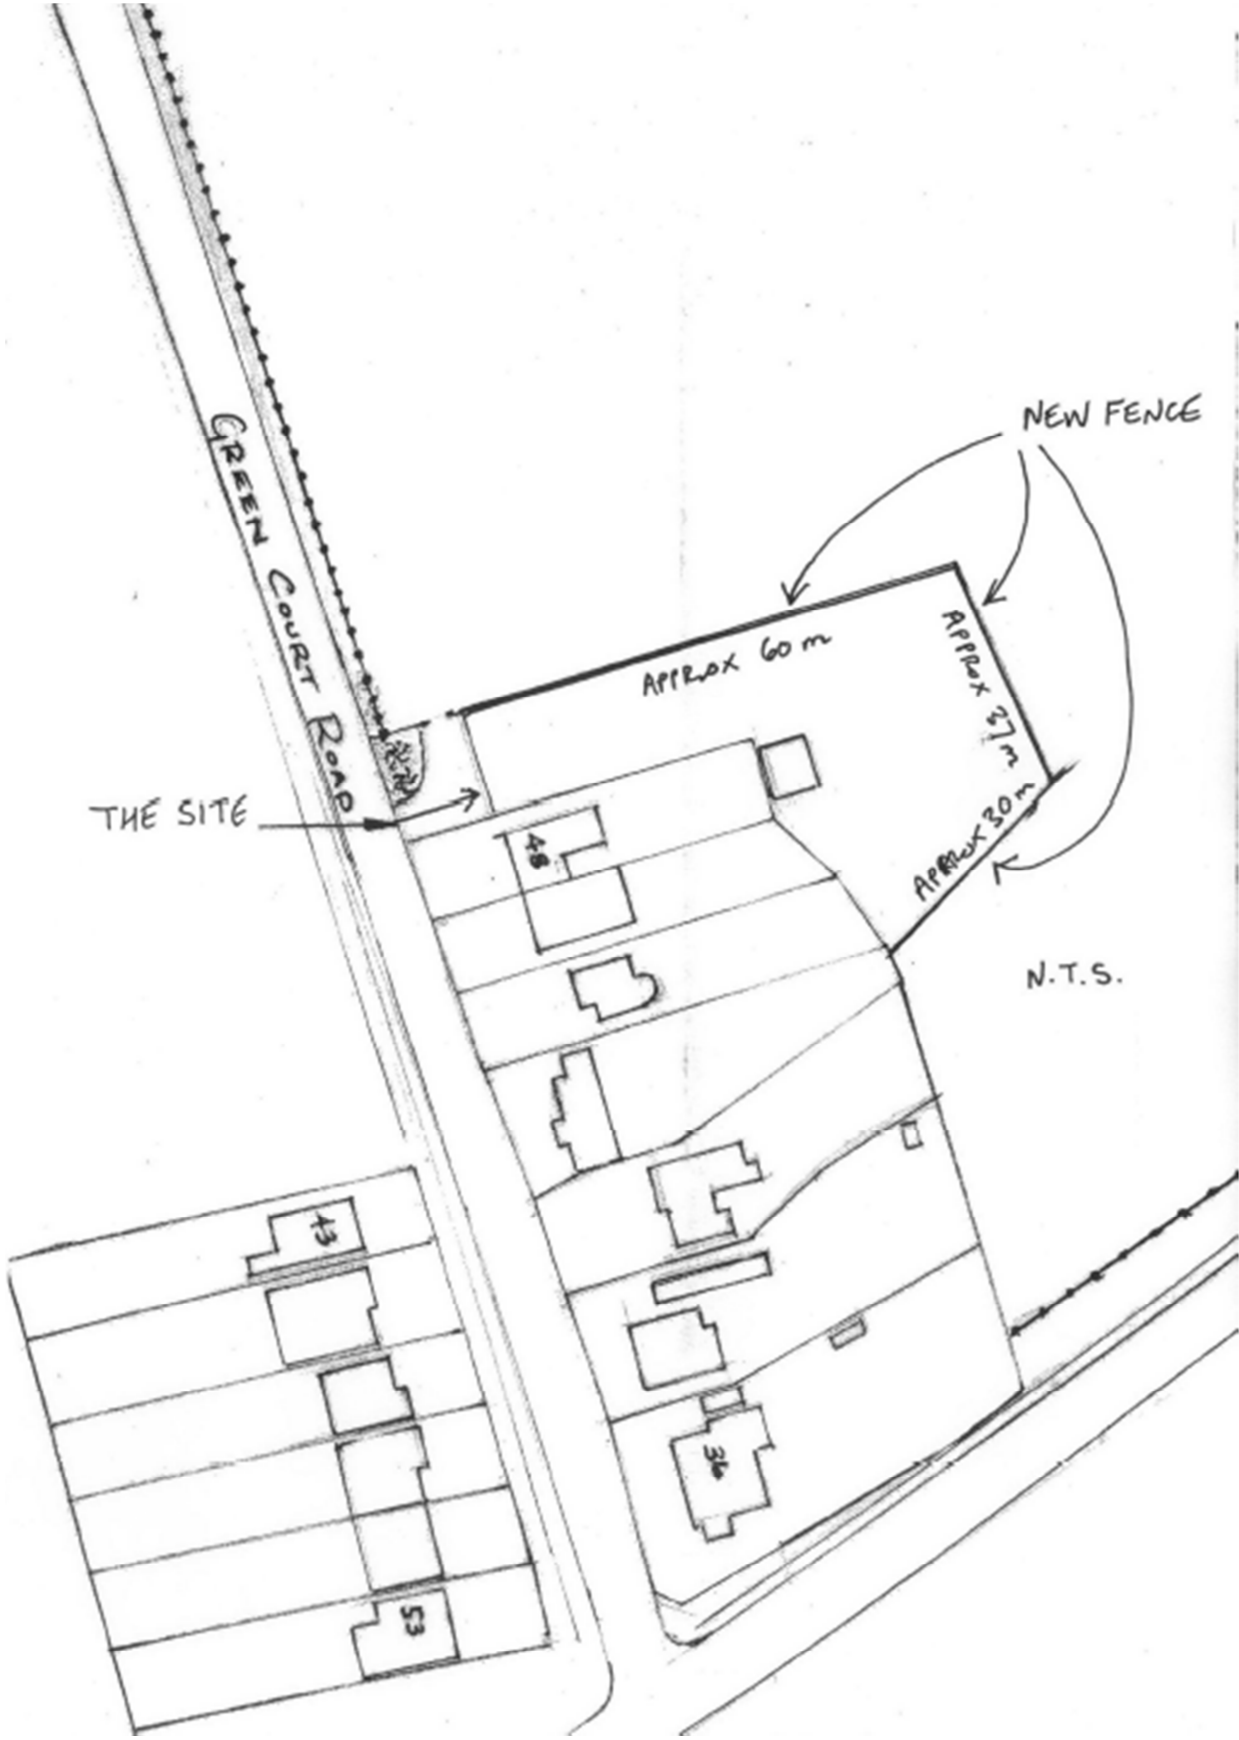 GREEN COURT ROAD
NEW FENCE
APPROX 60 m
APPROX 37 m
APPROX 30 m
THE SITE
48
N.T.S.
43
36
53